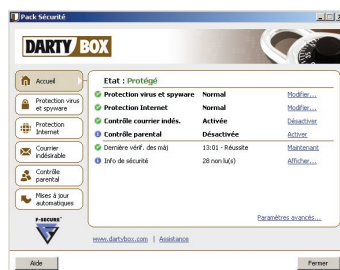 Pack Sécurité
DARTY BOX
Accueil
Protection virus
et spyware
Protection
Internet
Courrier
indésirable
Contrôle
parental
Mises à jour
automatiques
F-SECURE
Etat : Protégé
Protection virus et spyware Normal Modifier...
Protection Internet Normal Modifier...
Contrôle courrier indés. Activée Désactiver
Contrôle parental Désactivée Activer
Dernière vérif. des màj 13:01 - Réussite Maintenant
Info de sécurité 28 non lu(s) Afficher...
Paramètres avancés...
www.dartybox.com | Assistance
Aide Fermer